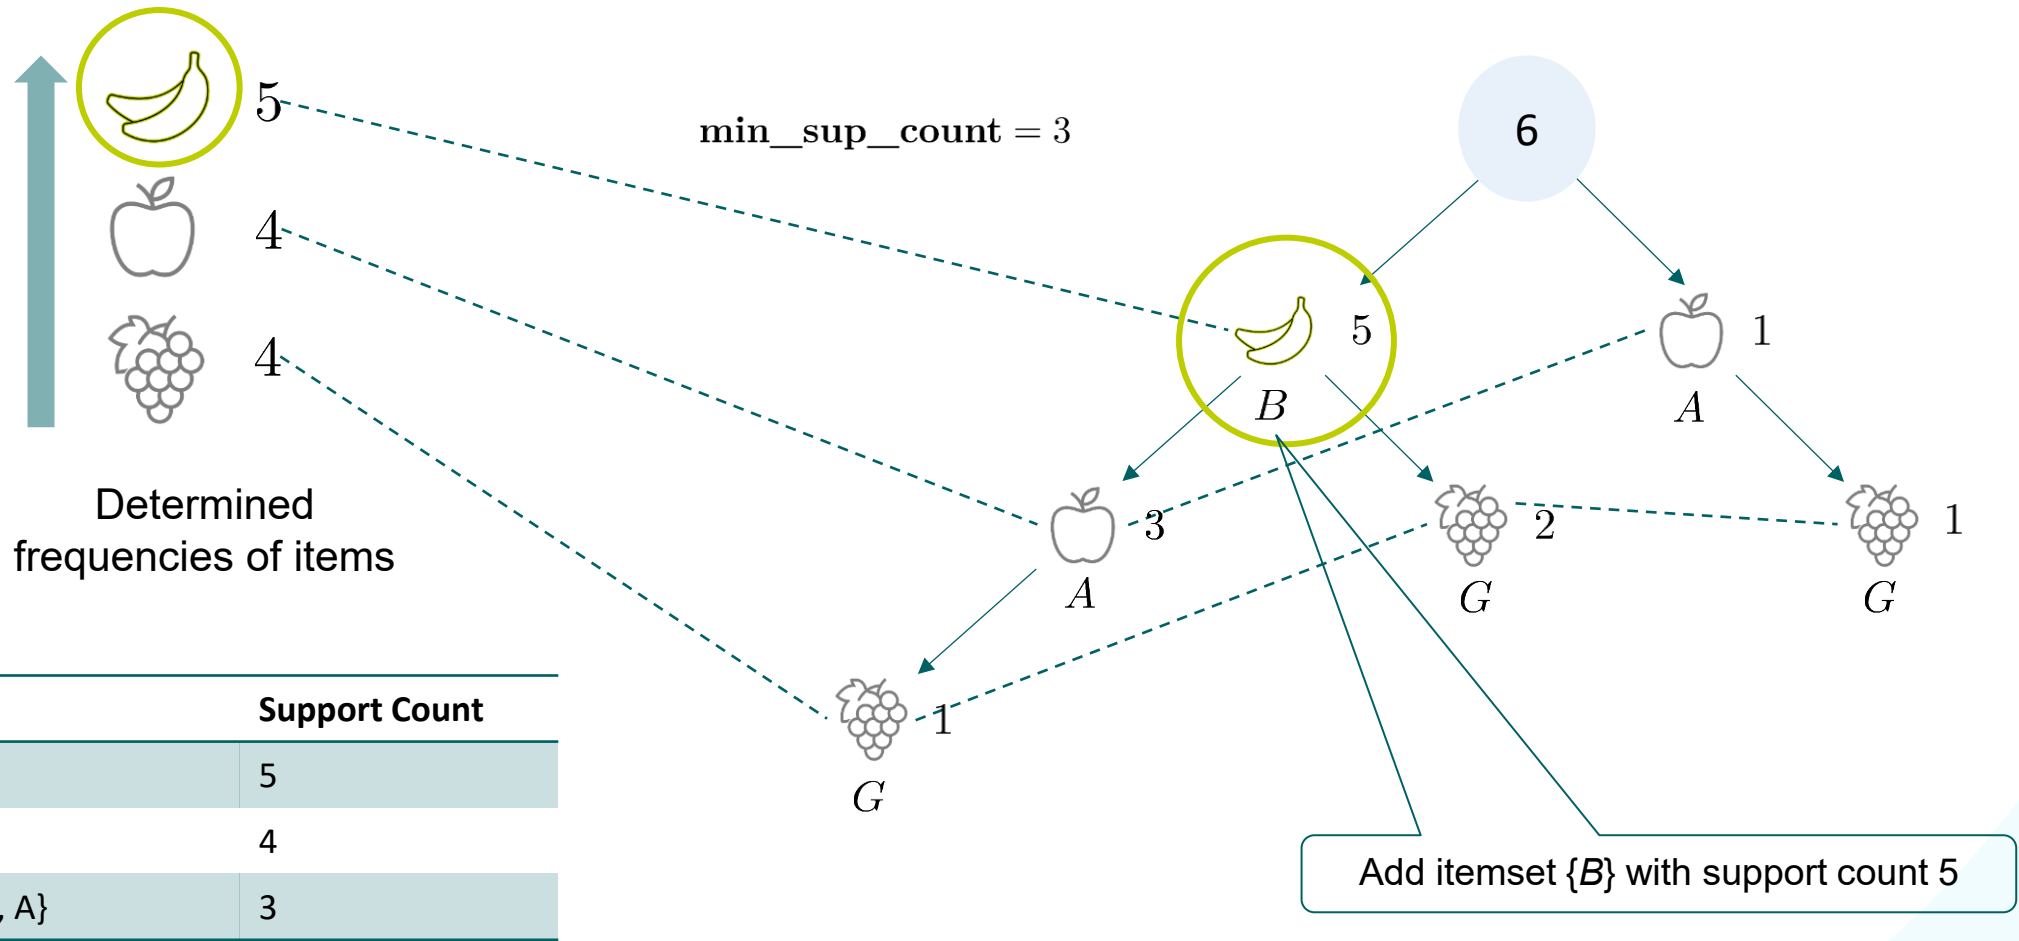 5
min_sup_count = 3
6
4
5
1
B
A
4
3
2
1
A
G
G
Determined
frequencies of items
1
G
Support Count
5
4
, A}
3
Add itemset {B} with support count 5